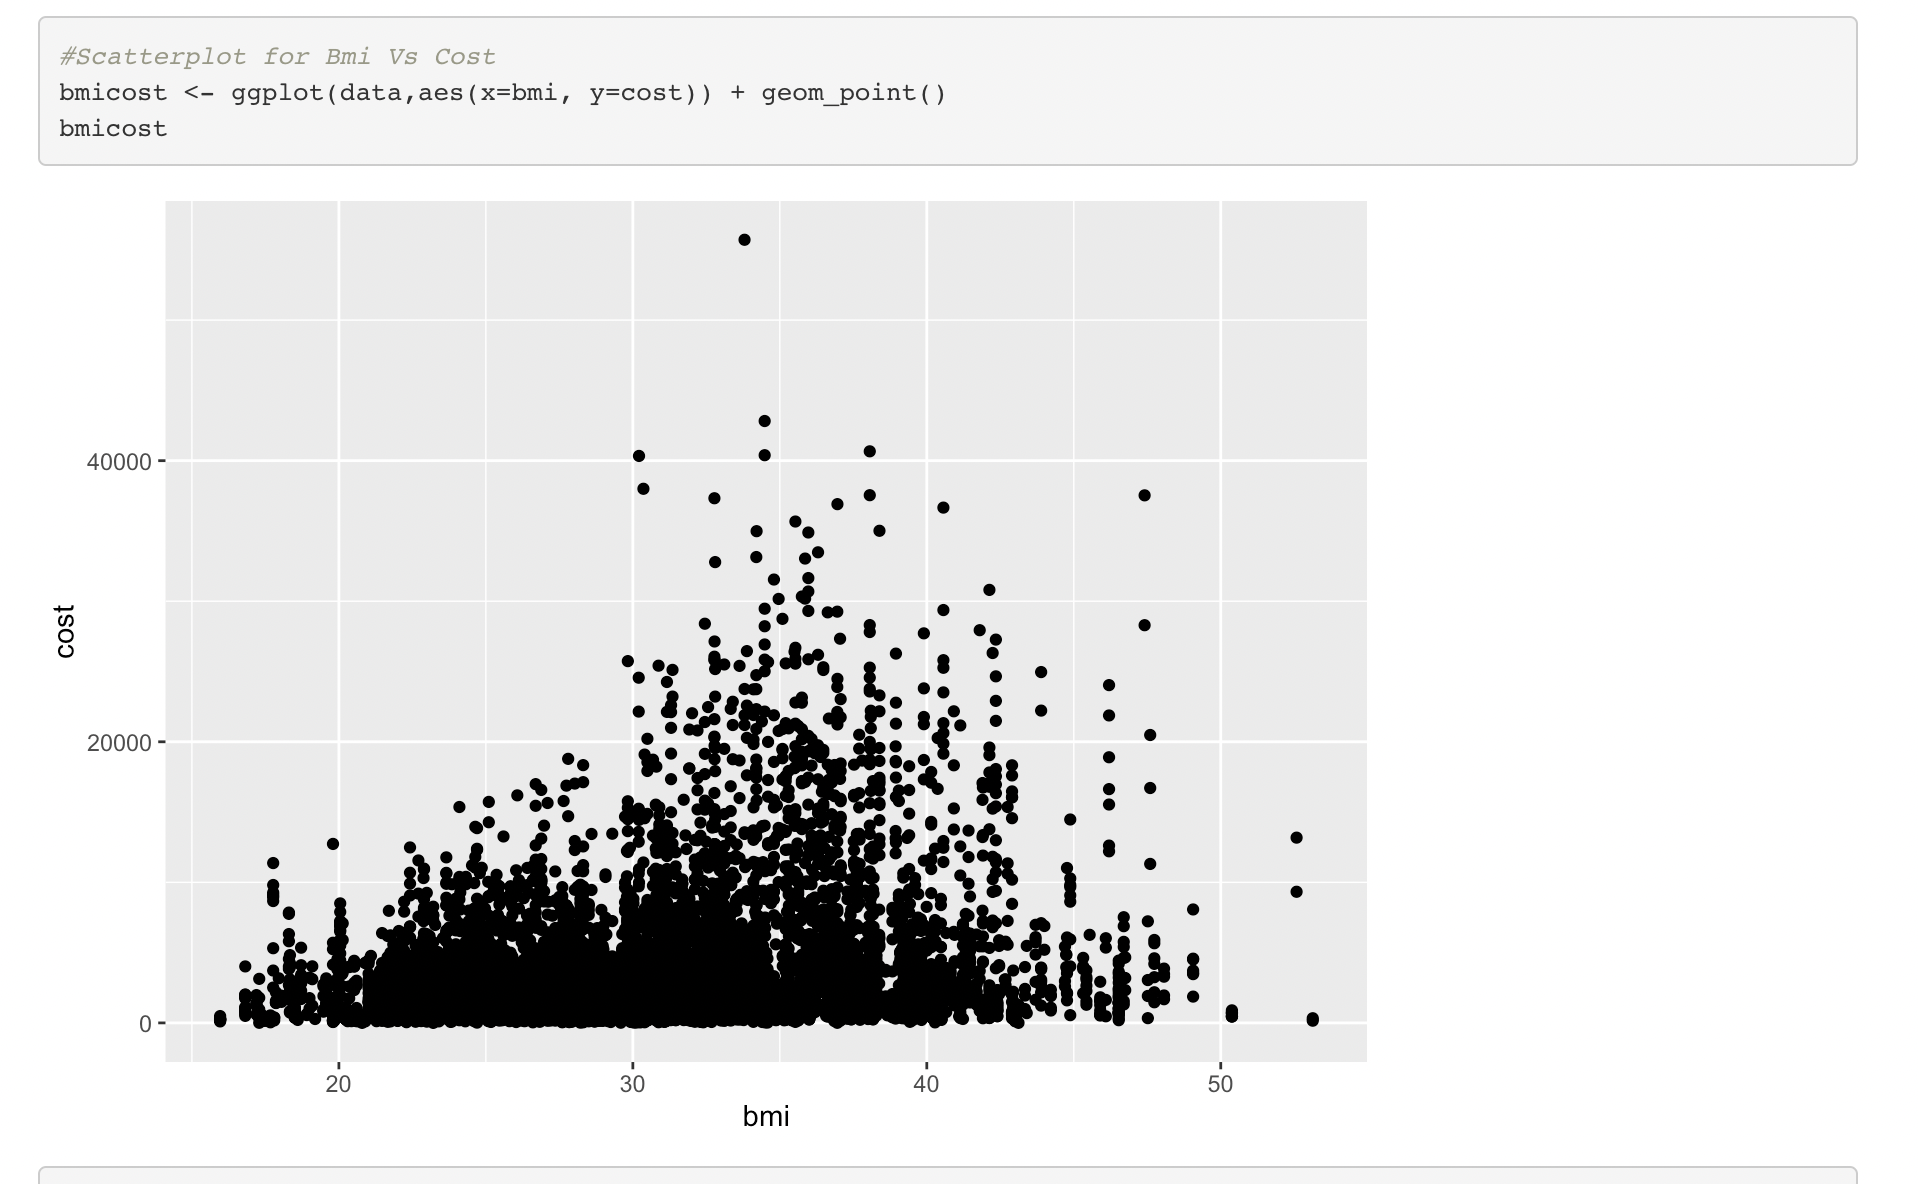 #Scatterplot for Bmi Vs Cost
bmicost <- ggplot(data,aes(x=bmi, y=cost)) + geom_point()
bmicost
40000
20000
0
cost
20
30
40
50
bmi